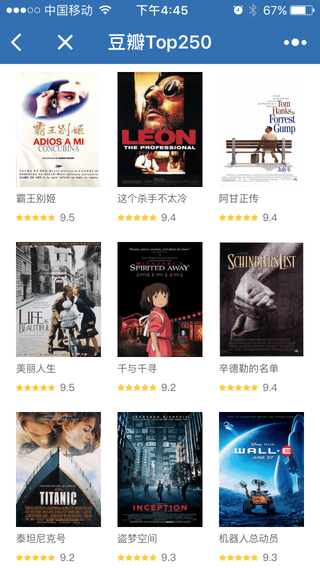 中国移动 下午4:45 67%
豆瓣Top250
霸王别姬
ADIOS A MI
CONCUBINA
LEON
THE PROFESSIONAL
Tom
Hanks is
Forrest
Gump
霸王别姬 这个杀手不太冷 阿甘正传
9.5 9.4 9.4
LIFE
IS
BEAUTIFUL
SPIRITED AWAY
SCHINDLER'S LIST
美丽人生 千与千寻 辛德勒的名单
9.5 9.2 9.4
TITANIC
INCEPTION
DISNEY PIXAR
WALL·E
JUNE 27
泰坦尼克号 盗梦空间 机器人总动员
9.2 9.3 9.3